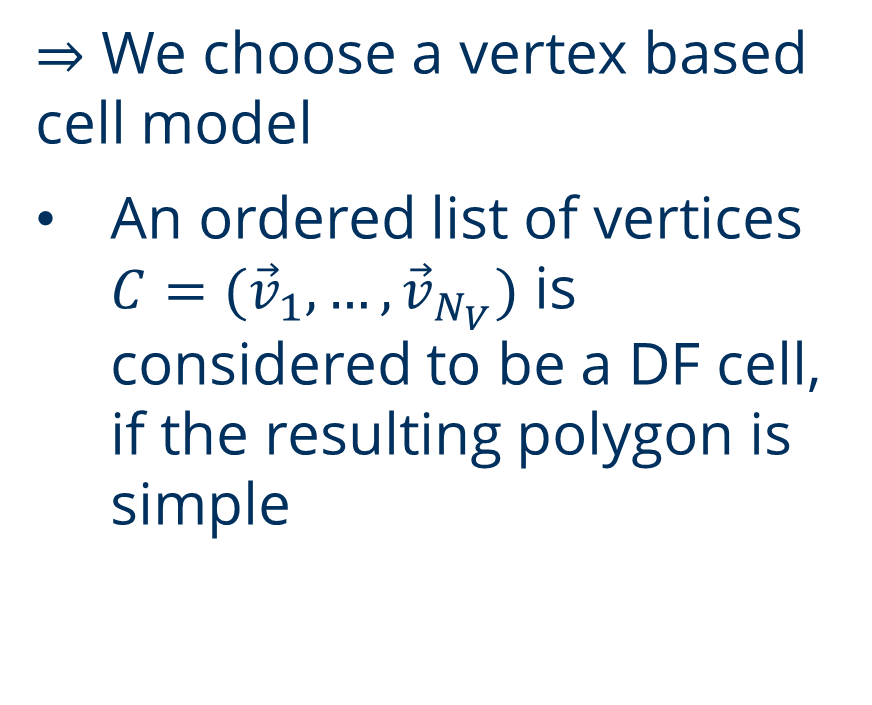 ⇒ We choose a vertex based
cell model
• An ordered list of vertices
𝐶 = (𝑣⃗₁, … , 𝑣⃗_{N_V}) is
considered to be a DF cell,
if the resulting polygon is
simple